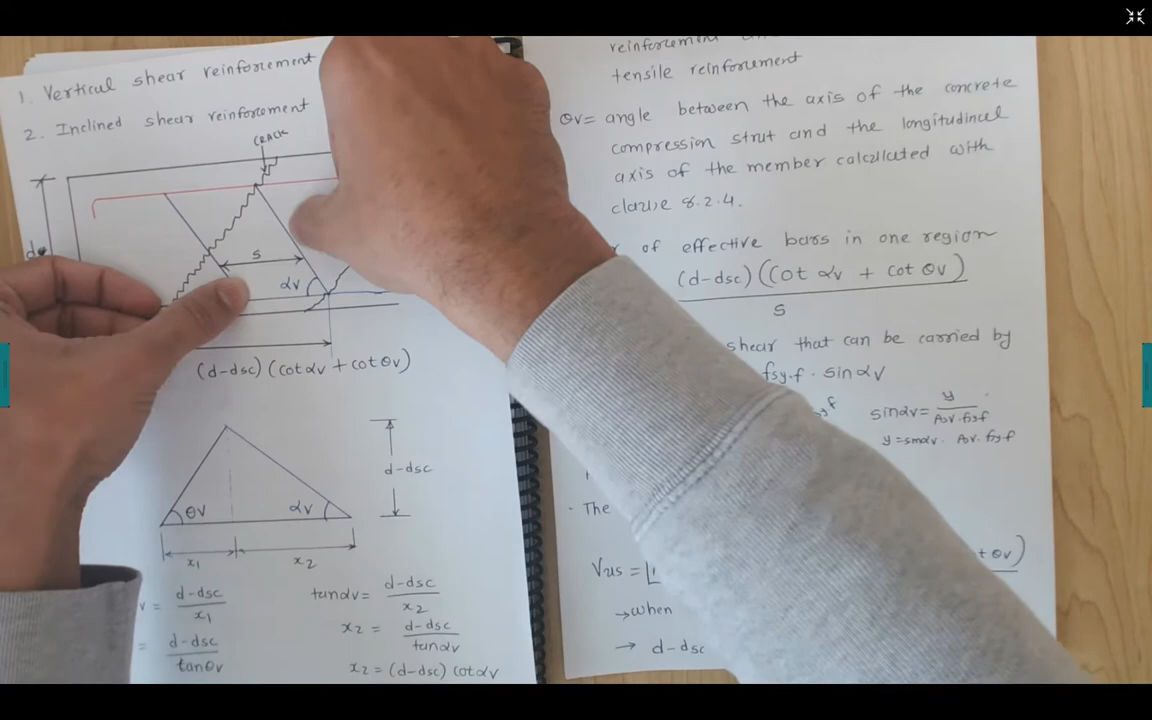 1. Vertical shear reinforcement
2. Inclined shear reinforcement
CRACK
s
αv
(d-dsc) (cotαv + cotθv)
θv
αv
d-dsc
x1
x2
v = d-dsc
x1
= d-dsc
tanθv
tanαv = d-dsc
x2
x2 = d-dsc
tanαv
x2 = (d-dsc) cotαv
reinforcement
tensile reinforcement
θv = angle between the axis of the concrete
compression strut and the longitudinal
axis of the member calculated with
clause 8.2.4.
of effective bars in one region
(d-dsc) (cot αv + cot θv)
s
shear that can be carried by
fsy.f . sin αv
sinαv = y
Asv.fsy.f
y = sinαv. Asv. fsy.f
The
θv)
Vus =
→ when
→ d-dsc